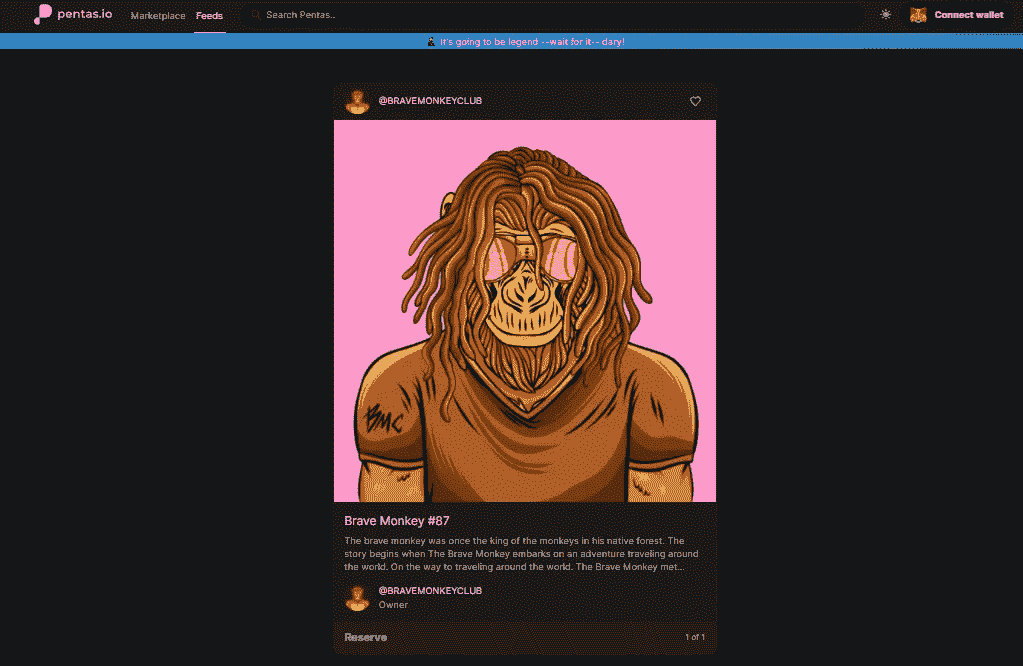 pentas.io
Marketplace
Feeds
Search Pentas..
Connect wallet
It's going to be legend --wait for it-- dary!
@BRAVEMONKEYCLUB
BMC
Brave Monkey #87
The brave monkey was once the king of the monkeys in his native forest. The
story begins when The Brave Monkey embarks on an adventure traveling around
the world. On the way to traveling around the world. The Brave Monkey met...
@BRAVEMONKEYCLUB
Owner
Reserve
1 of 1